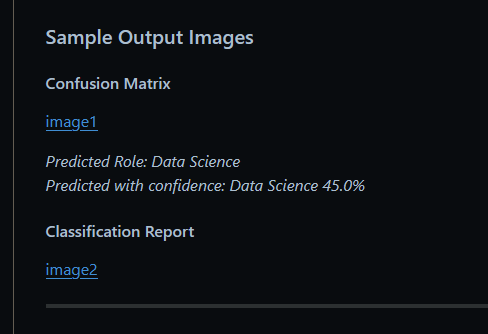 Sample Output Images
Confusion Matrix
image1
Predicted Role: Data Science
Predicted with confidence: Data Science 45.0%
Classification Report
image2